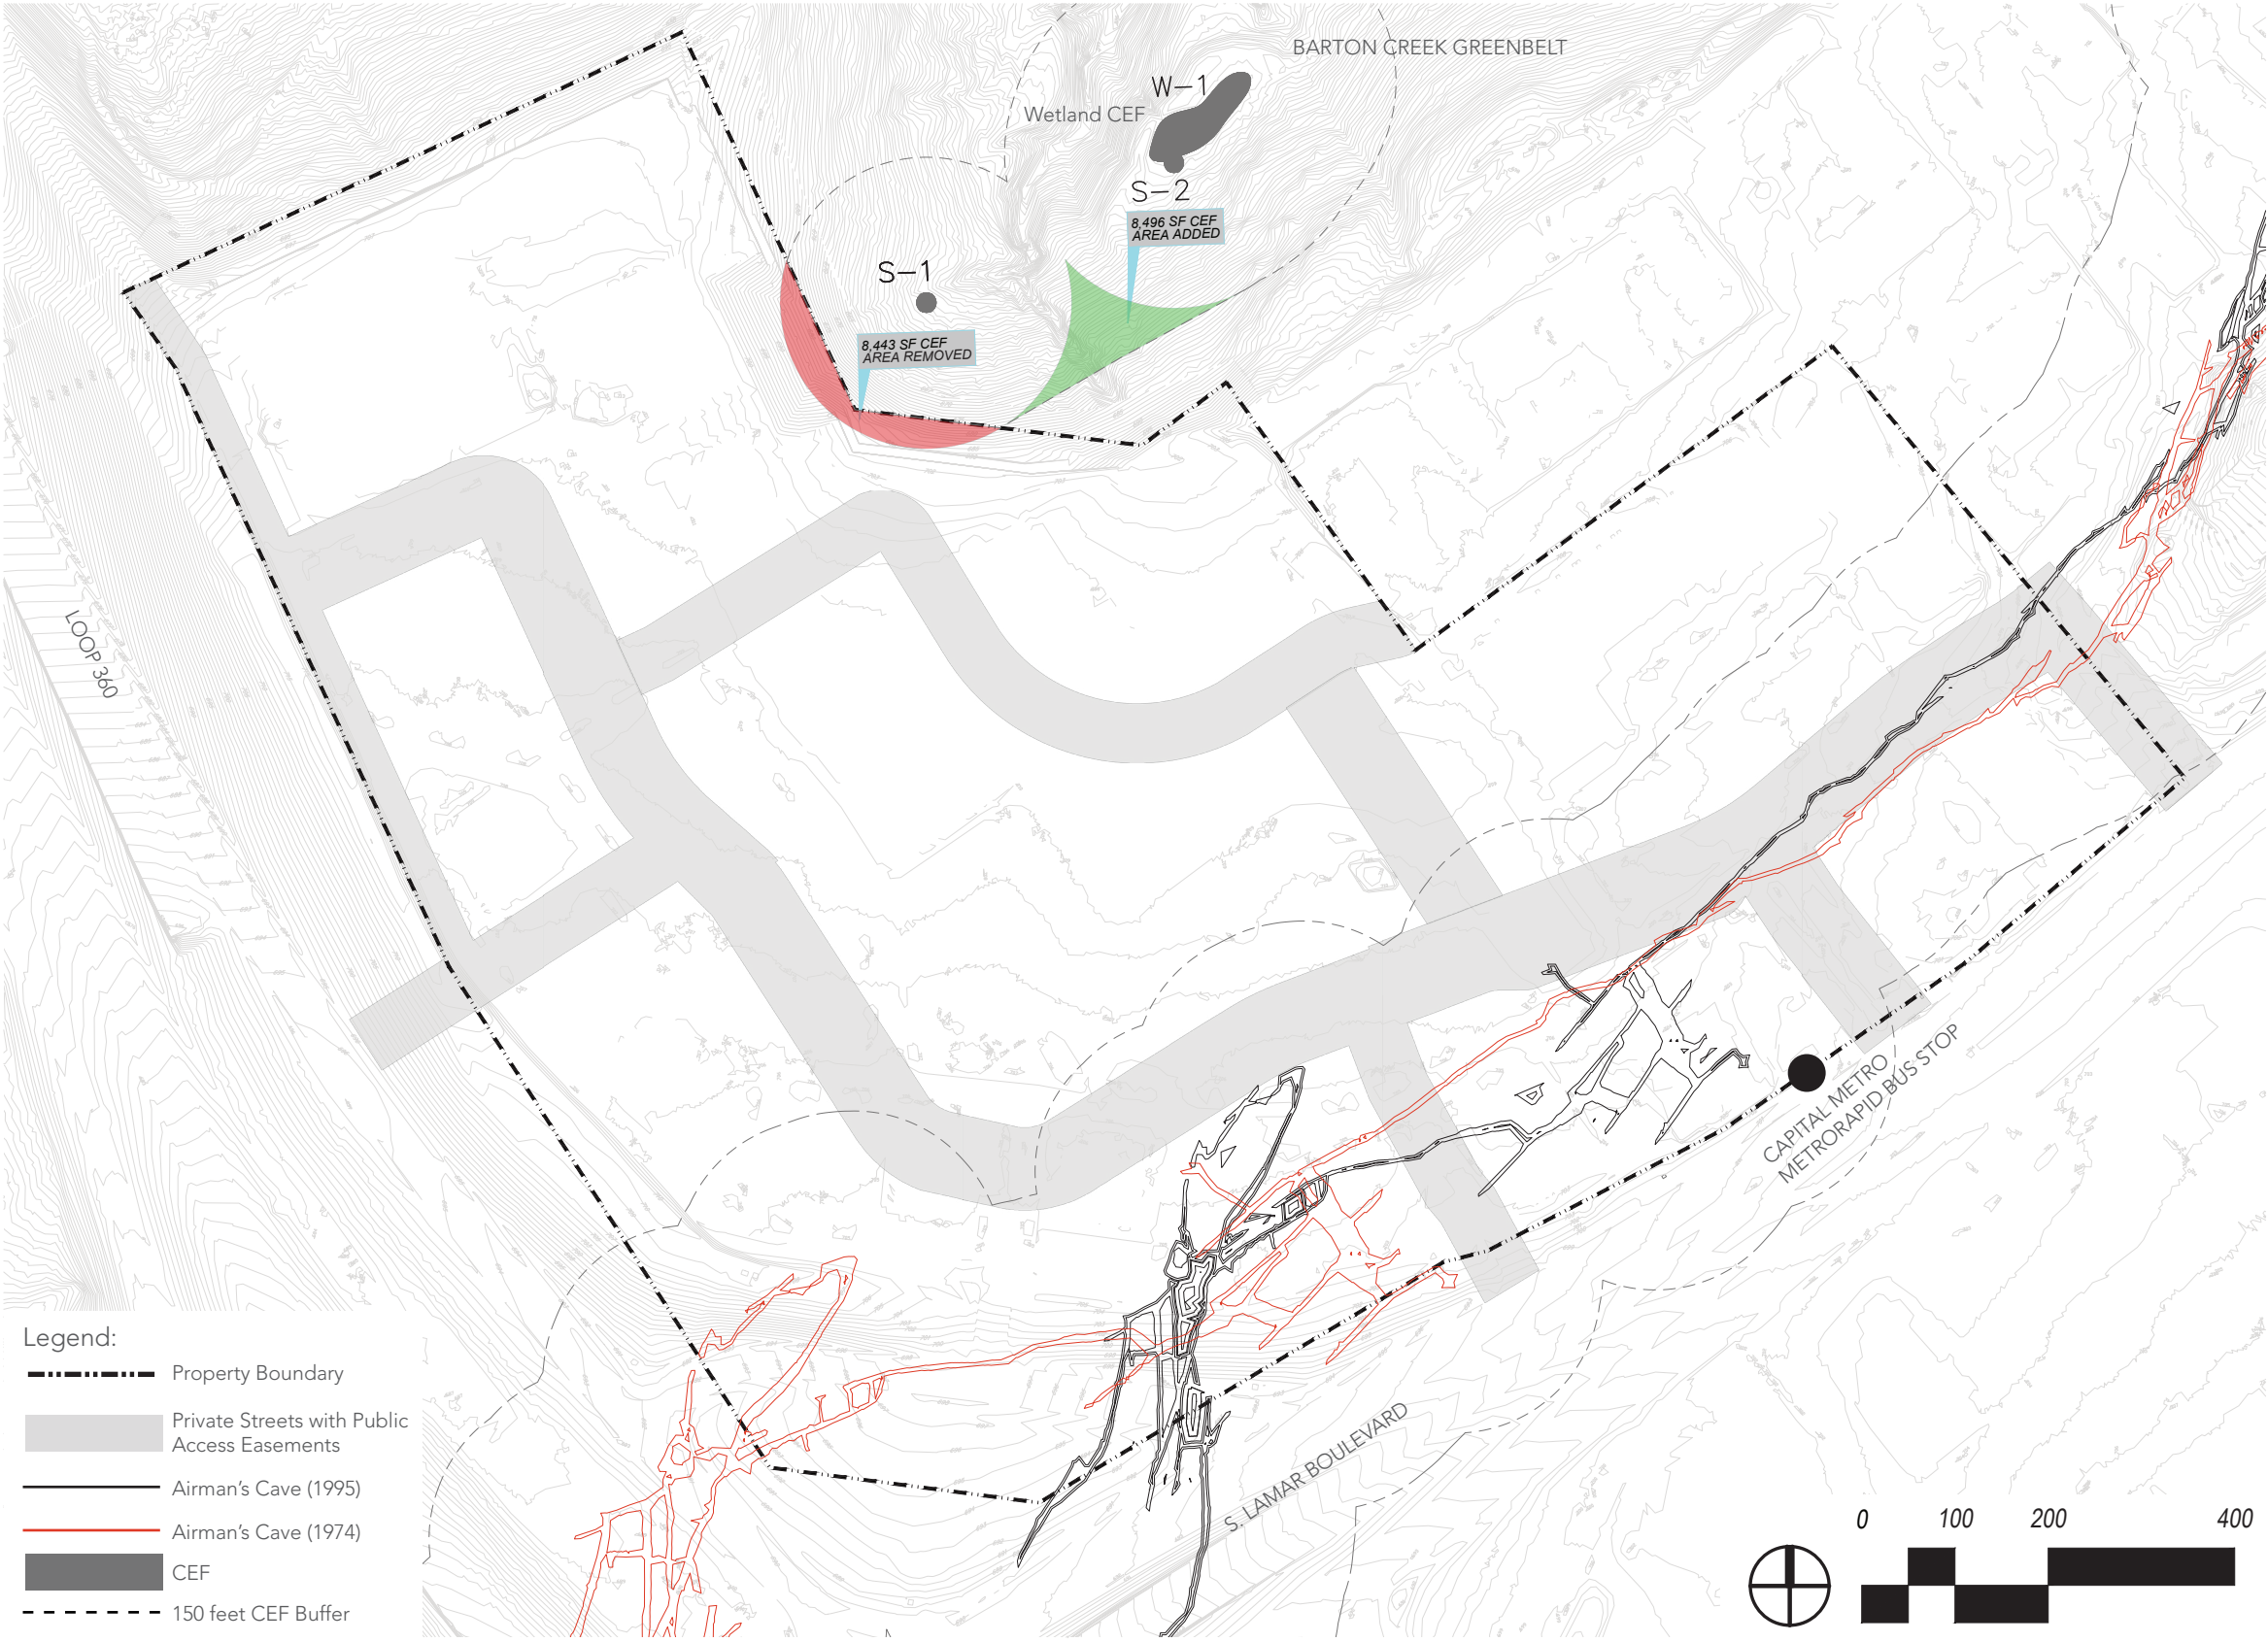 BARTON CREEK GREENBELT
W-1
Wetland CEF
S-2
8,496 SF CEF
AREA ADDED
S-1
8,443 SF CEF
AREA REMOVED
LOOP 360
CAPITAL METRO
METRORAPID BUS STOP
S. LAMAR BOULEVARD
Legend:
Property Boundary
Private Streets with Public
Access Easements
Airman's Cave (1995)
Airman's Cave (1974)
CEF
150 feet CEF Buffer
0 100 200 400